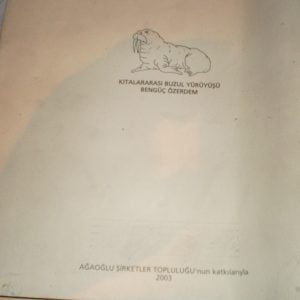 KITALARARASI BUZUL YÜRÜYÜŞÜ
BENGÜÇ ÖZERDEM
AĞAOĞLU ŞİRKETLER TOPLULUĞU'nun katkılarıyla
2003